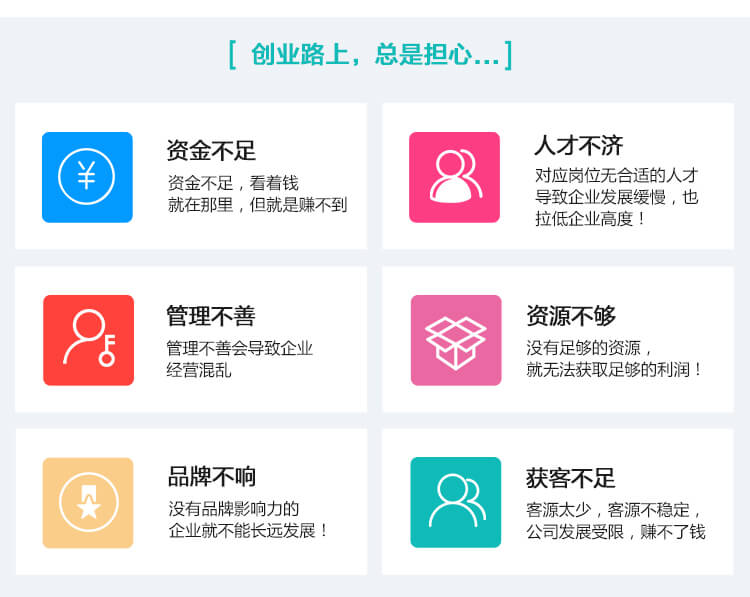 [ 创业路上，总是担心... ]
资金不足
资金不足，看着钱
就在那里，但就是赚不到
人才不济
对应岗位无合适的人才
导致企业发展缓慢，也
拉低企业高度！
管理不善
管理不善会导致企业
经营混乱
资源不够
没有足够的资源，
就无法获取足够的利润！
品牌不响
没有品牌影响力的
企业就不能长远发展！
获客不足
客源太少，客源不稳定，
公司发展受限，赚不了钱